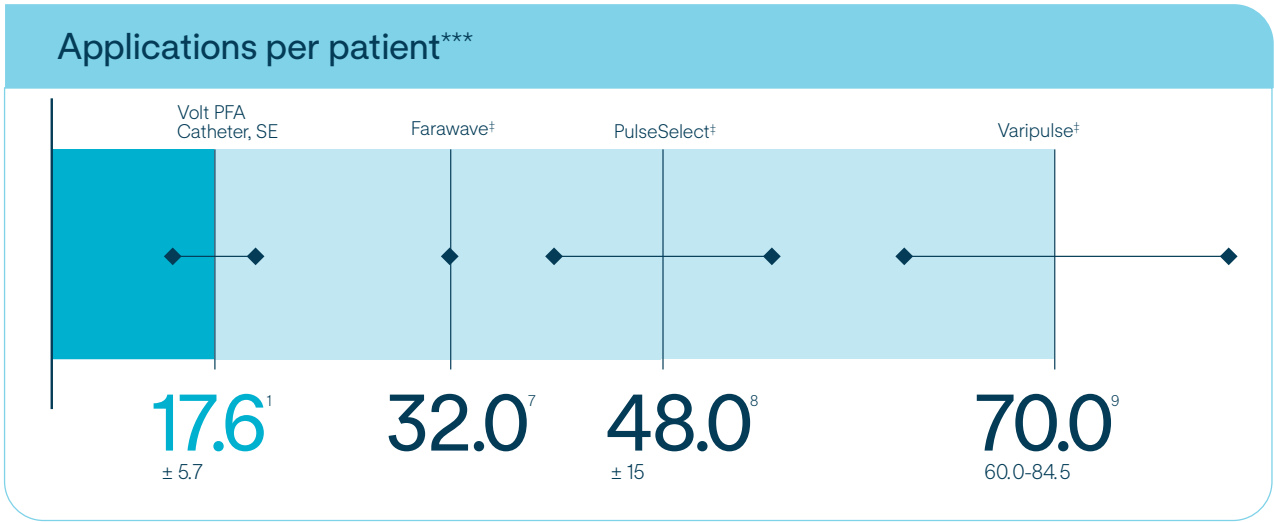 Applications per patient***
Volt PFA
Catheter, SE
Farawave‡
PulseSelect‡
Varipulse‡
17.6¹
± 5.7
32.0⁷
48.0⁸
± 15
70.0⁹
60.0-84.5